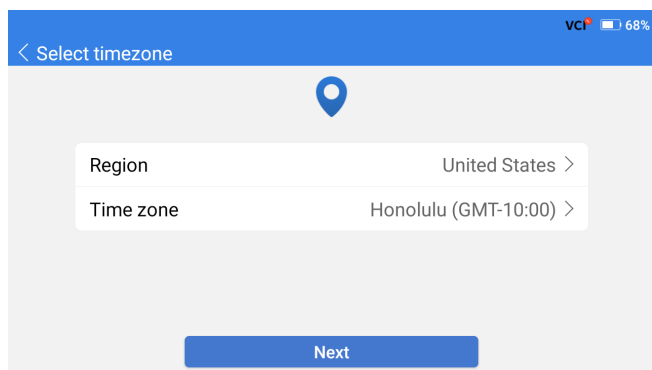 VCI 68%
Select timezone
Region United States
Time zone Honolulu (GMT-10:00)
Next